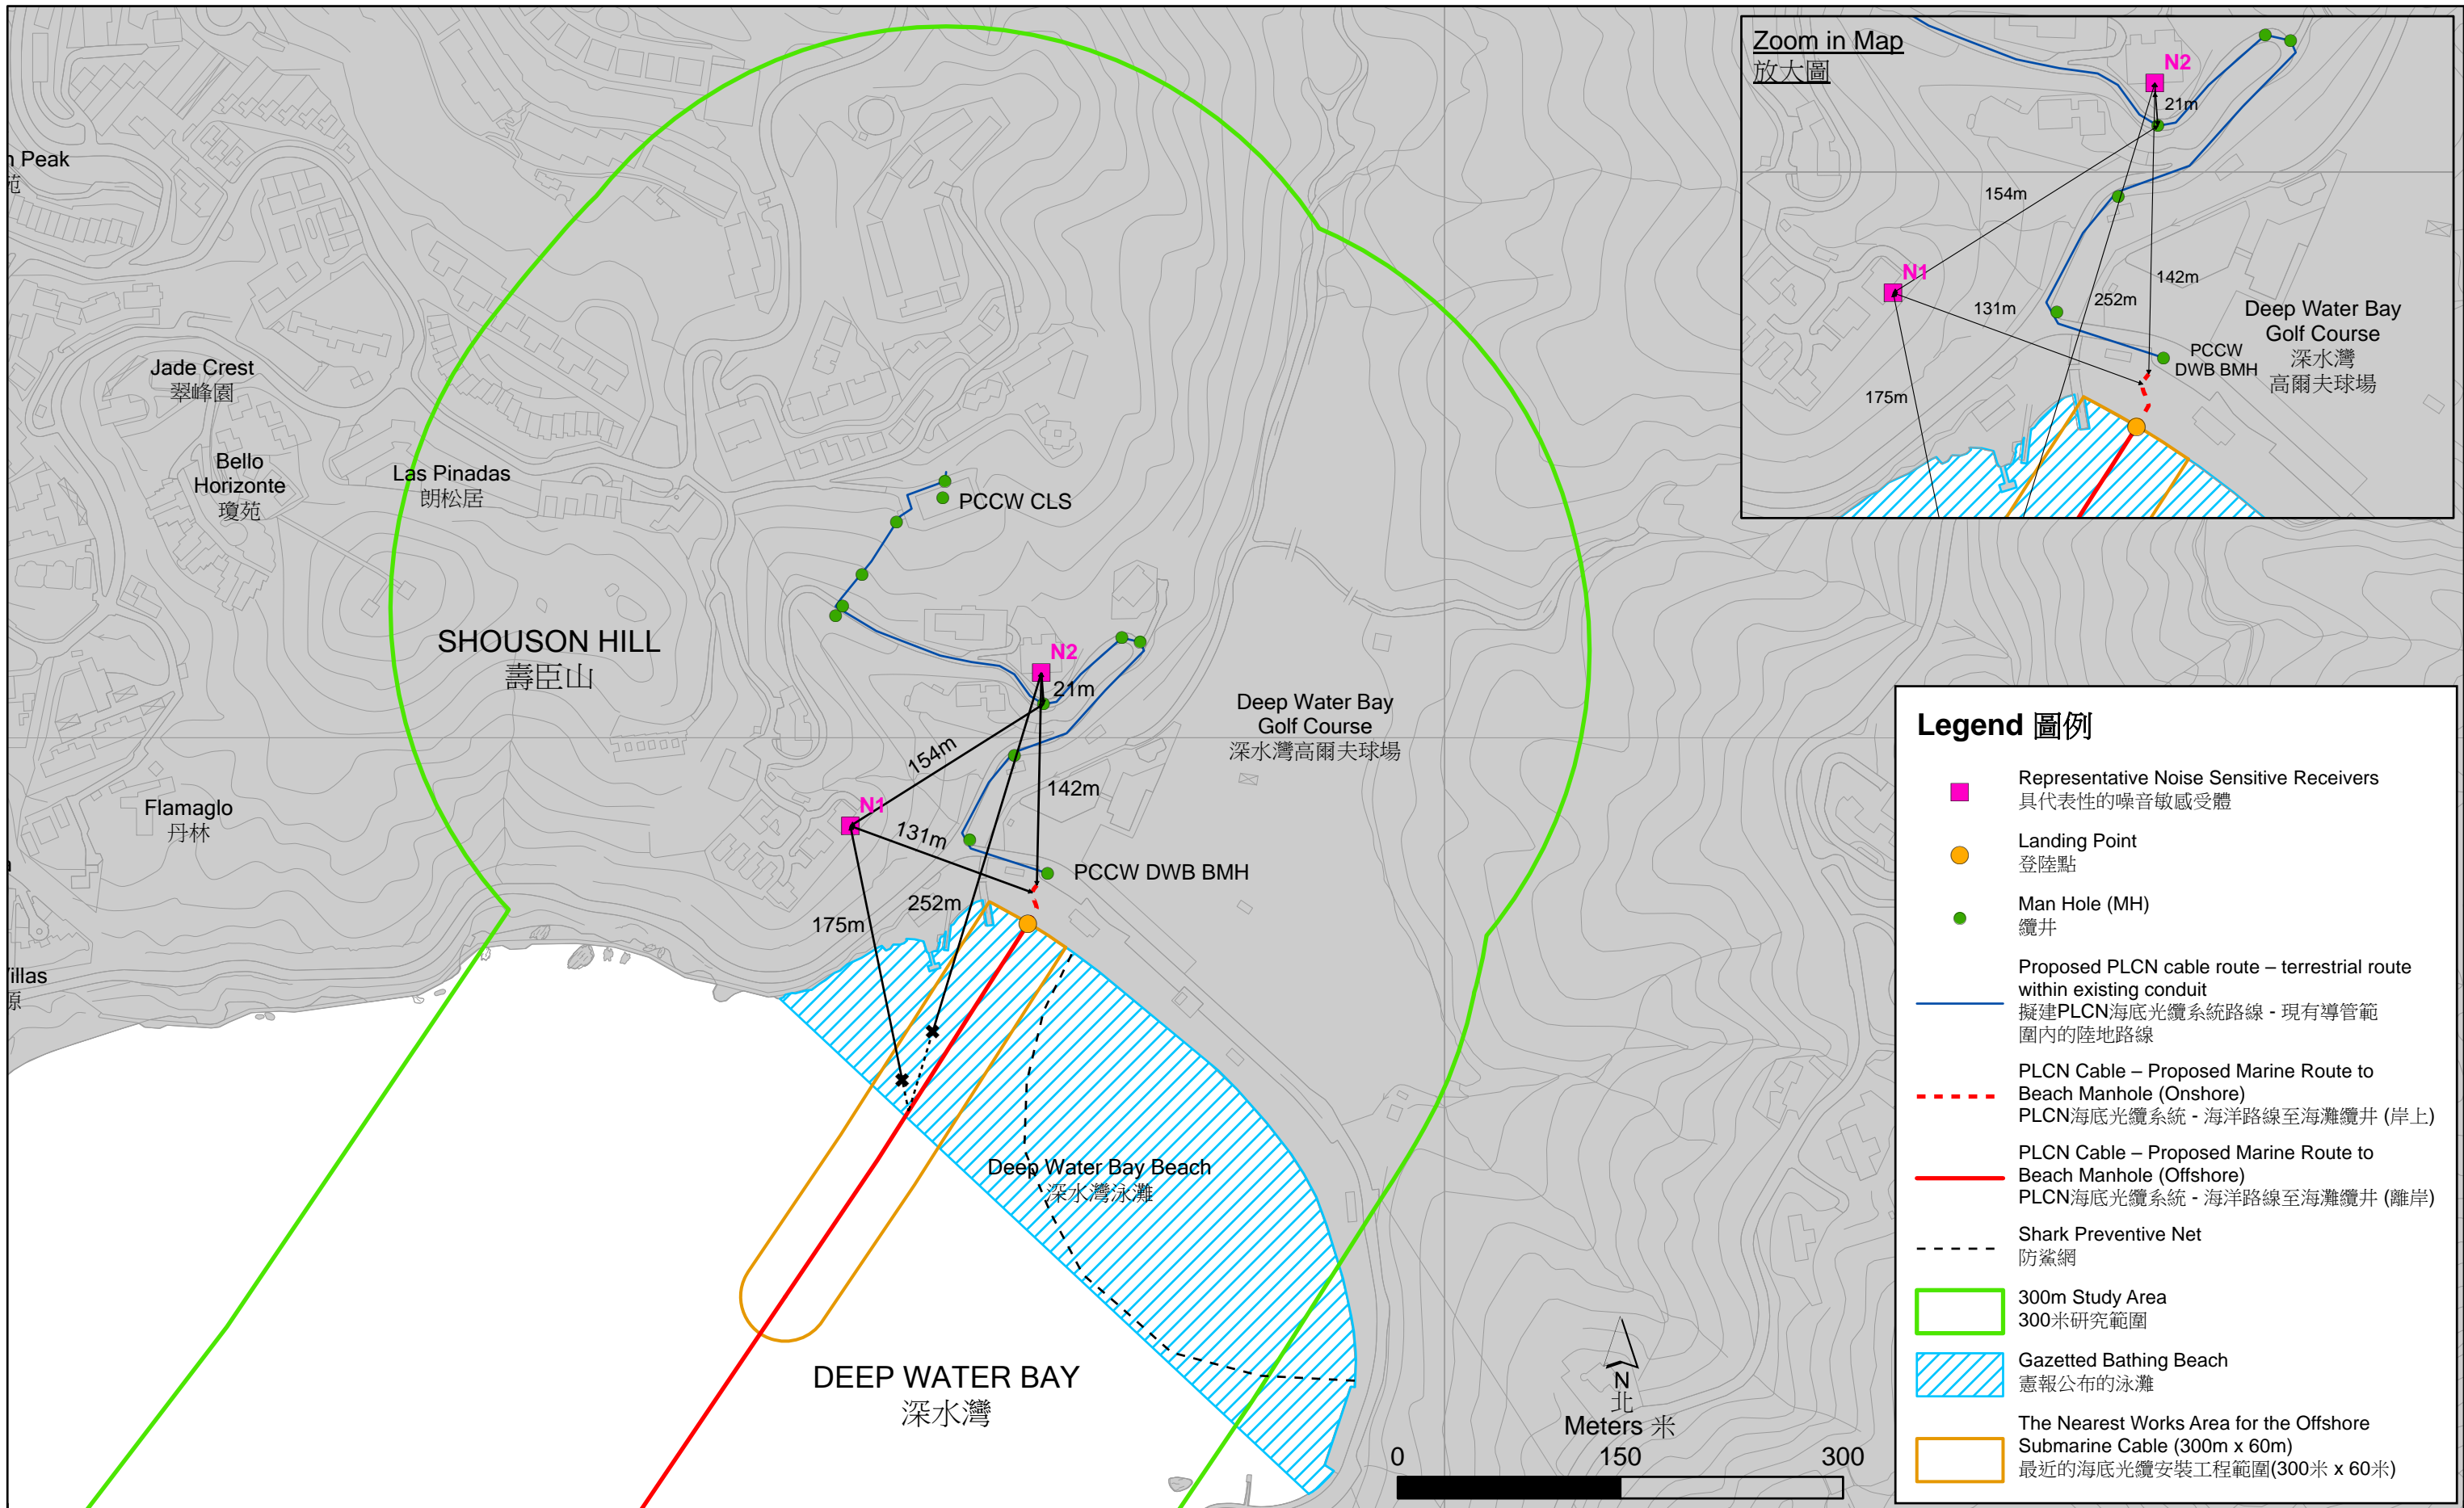 Zoom in Map
放大圖
N2
21m
154m
N1
131m
252m
142m
175m
PCCW
DWB BMH
Deep Water Bay
Golf Course
深水灣
高爾夫球場
Peak
苑
Jade Crest
翠峰園
Bello
Horizonte
瓊苑
Las Pinadas
朗松居
PCCW CLS
SHOUSON HILL
壽臣山
N2
21m
Deep Water Bay
Golf Course
深水灣高爾夫球場
154m
142m
Flamaglo
丹林
N1
131m
PCCW DWB BMH
252m
175m
illas
源
Deep Water Bay Beach
深水灣泳灘
DEEP WATER BAY
深水灣
N
北
Meters 米
0 150 300
Legend 圖例
Representative Noise Sensitive Receivers
具代表性的噪音敏感受體
Landing Point
登陸點
Man Hole (MH)
纜井
Proposed PLCN cable route – terrestrial route
within existing conduit
擬建PLCN海底光纜系統路線 - 現有導管範
圍內的陸地路線
PLCN Cable – Proposed Marine Route to
Beach Manhole (Onshore)
PLCN海底光纜系統 - 海洋路線至海灘纜井 (岸上)
PLCN Cable – Proposed Marine Route to
Beach Manhole (Offshore)
PLCN海底光纜系統 - 海洋路線至海灘纜井 (離岸)
Shark Preventive Net
防鯊網
300m Study Area
300米研究範圍
Gazetted Bathing Beach
憲報公布的泳灘
The Nearest Works Area for the Offshore
Submarine Cable (300m x 60m)
最近的海底光纜安裝工程範圍(300米 x 60米)